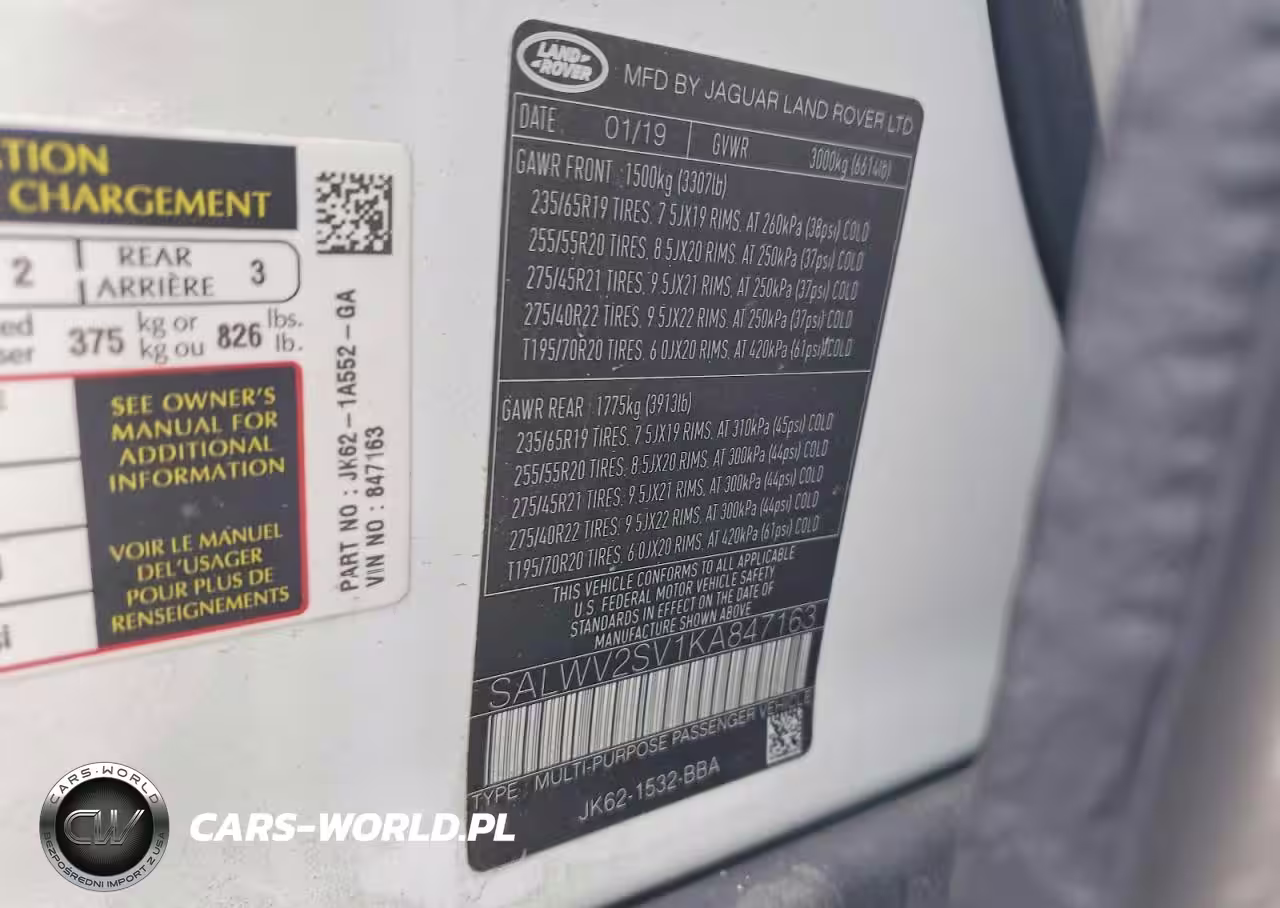 TION
CHARGEMENT
2 REAR 3
ARRIÈRE
ed 375 kg or 826 lbs.
ser kg ou lb.
SEE OWNER'S
MANUAL FOR
ADDITIONAL
INFORMATION
VOIR LE MANUEL
DEL'USAGER
POUR PLUS DE
RENSEIGNEMENTS
si
PART NO : JK62-1A552-GA
VIN NO : 847163
LAND
ROVER
MFD BY JAGUAR LAND ROVER LTD
DATE 01/19 GVWR 3000kg (6614lb)
GAWR FRONT : 1500kg (3307lb)
235/65R19 TIRES, 7.5JX19 RIMS, AT 260kPa (38psi) COLD
255/55R20 TIRES, 8.5JX20 RIMS, AT 250kPa (37psi) COLD
275/45R21 TIRES, 9.5JX21 RIMS, AT 250kPa (37psi) COLD
275/40R22 TIRES, 9.5JX22 RIMS, AT 250kPa (37psi) COLD
T195/70R20 TIRES, 6.0JX20 RIMS, AT 420kPa (61psi) COLD
GAWR REAR : 1775kg (3913lb)
235/65R19 TIRES, 7.5JX19 RIMS, AT 310kPa (45psi) COLD
255/55R20 TIRES, 8.5JX20 RIMS, AT 300kPa (44psi) COLD
275/45R21 TIRES, 9.5JX21 RIMS, AT 300kPa (44psi) COLD
275/40R22 TIRES, 9.5JX22 RIMS, AT 300kPa (44psi) COLD
T195/70R20 TIRES, 6.0JX20 RIMS, AT 420kPa (61psi) COLD
THIS VEHICLE CONFORMS TO ALL APPLICABLE
U.S. FEDERAL MOTOR VEHICLE SAFETY
STANDARDS IN EFFECT ON THE DATE OF
MANUFACTURE SHOWN ABOVE
SALWV2SV1KA847163
TYPE : MULTI-PURPOSE PASSENGER VEHICLE
JK62-1532-BBA
CARS-WORLD
CW
BEZPOŚREDNI IMPORT Z USA
CARS-WORLD.PL